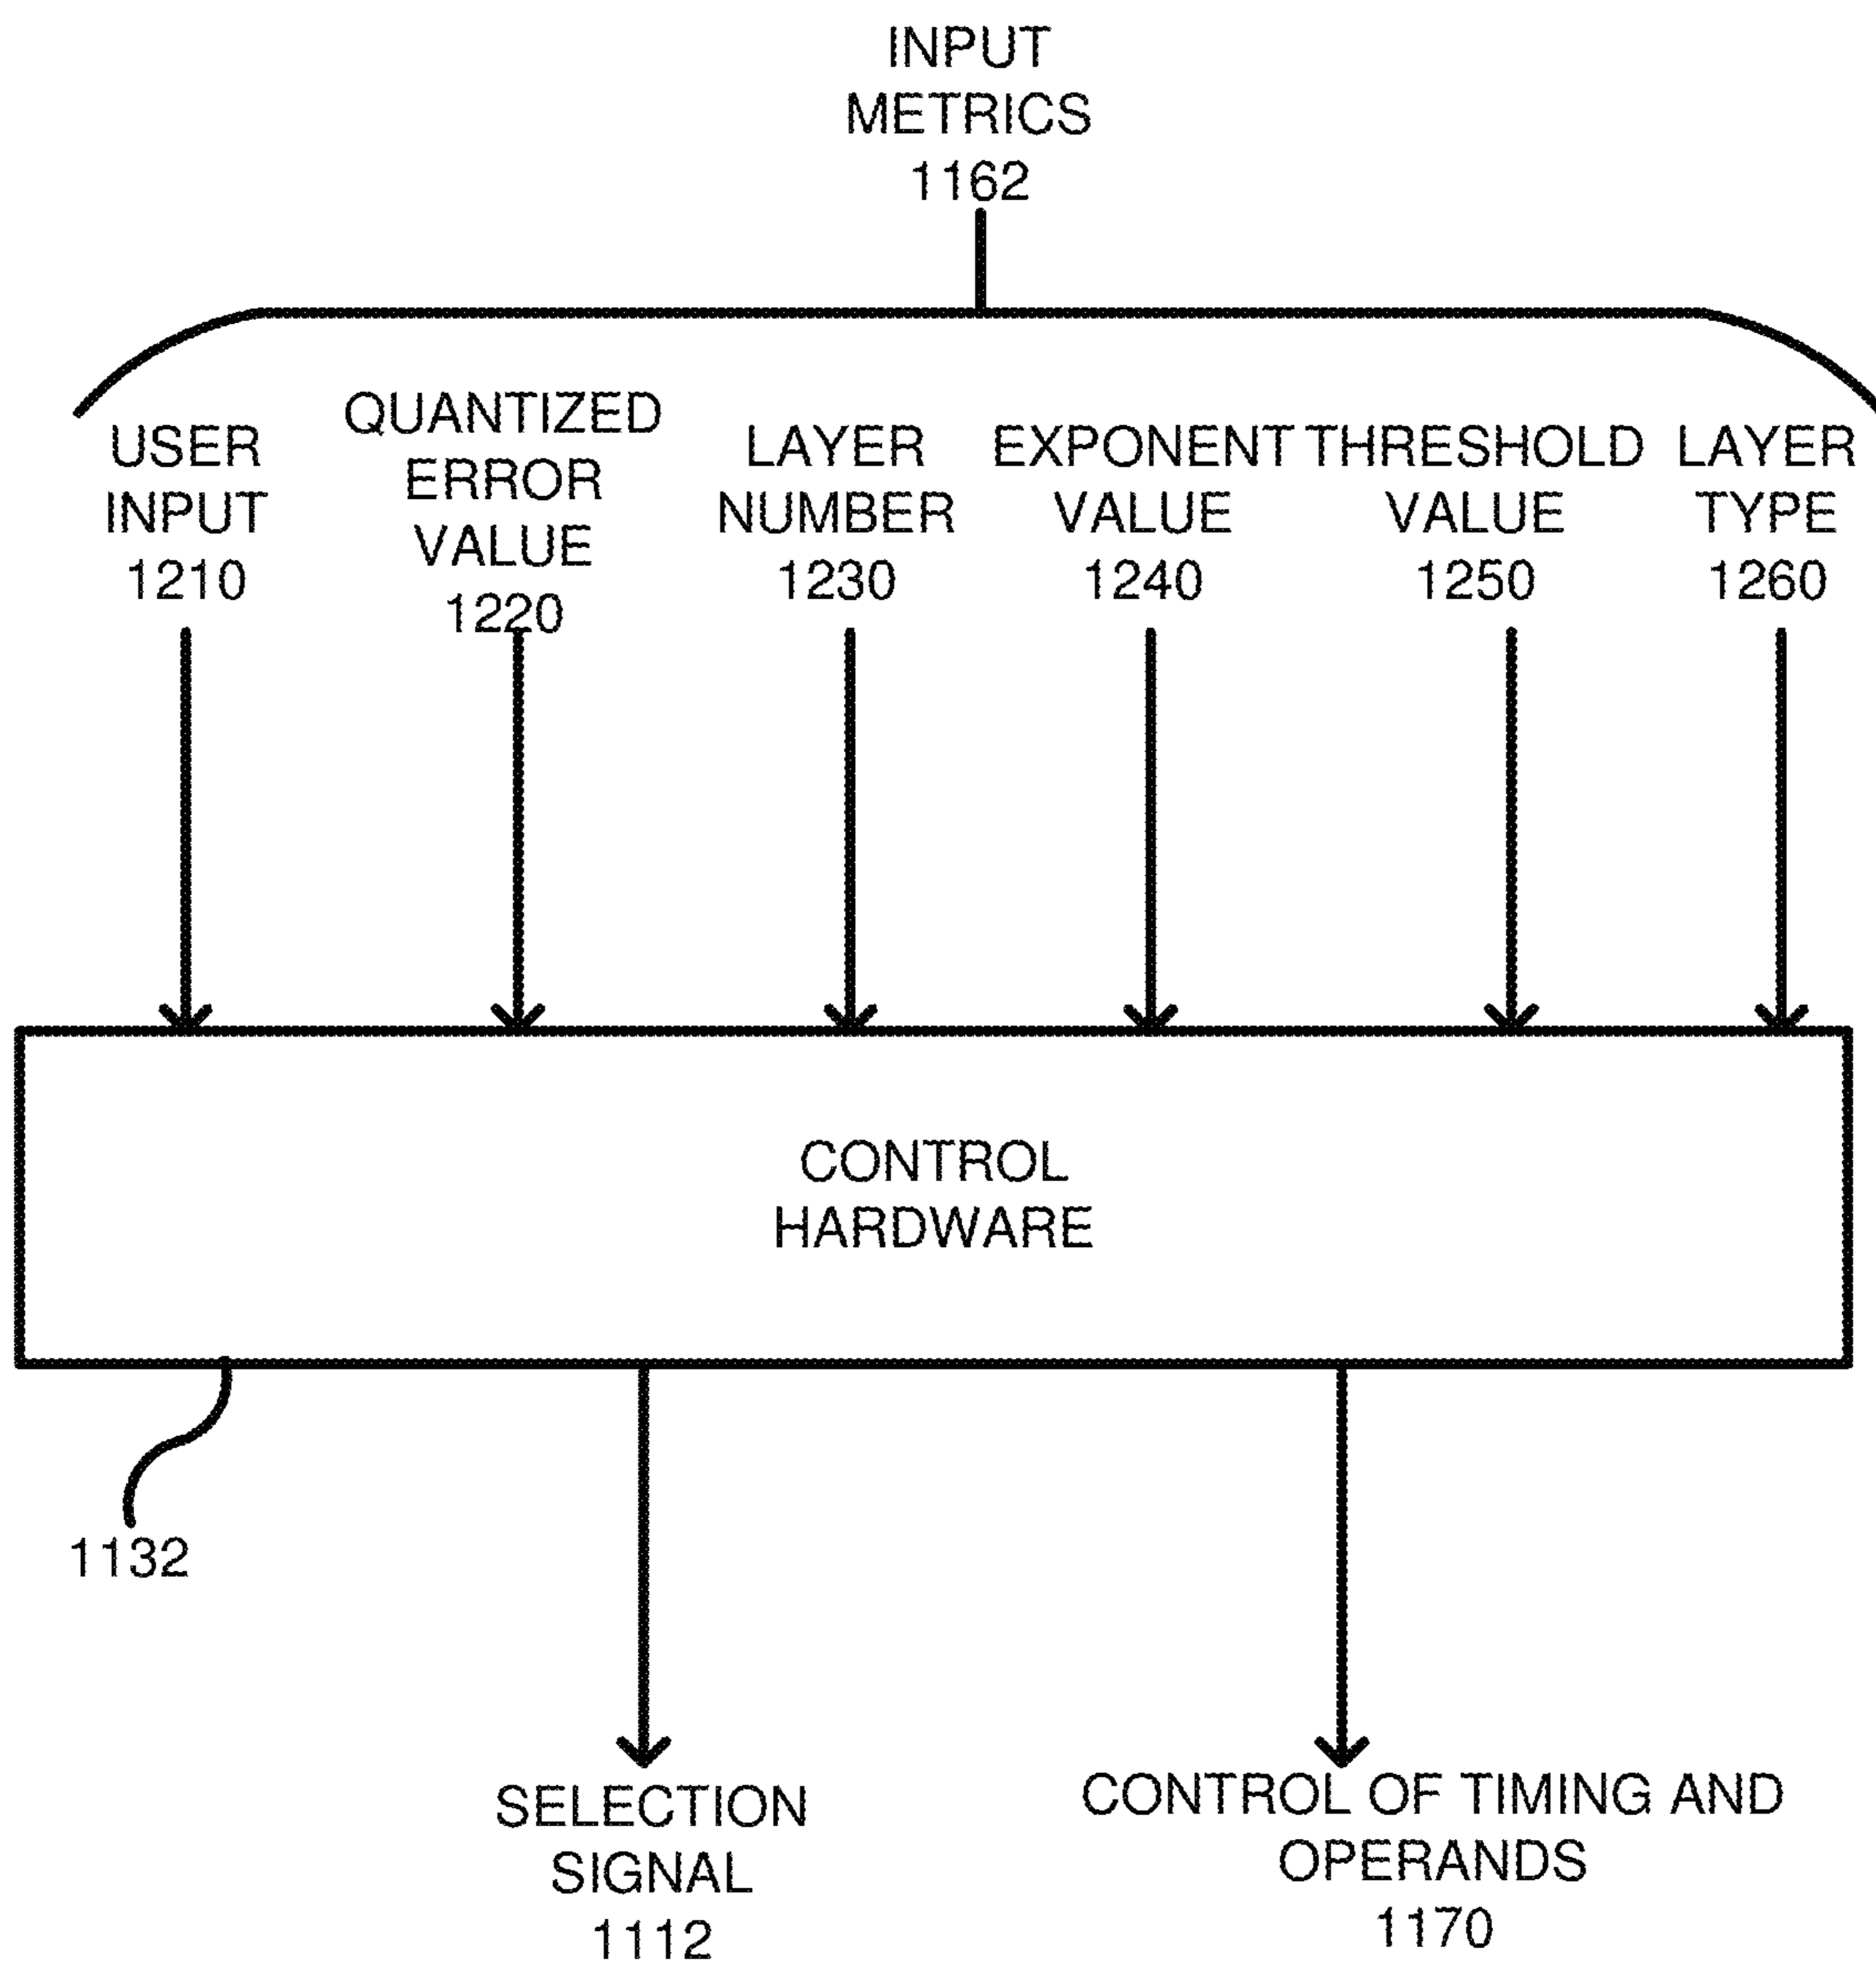 INPUT
METRICS
1162
USER
INPUT
1210
QUANTIZED
ERROR
VALUE
1220
LAYER
NUMBER
1230
EXPONENT
VALUE
1240
THRESHOLD
VALUE
1250
LAYER
TYPE
1260
CONTROL
HARDWARE
1132
SELECTION
SIGNAL
1112
CONTROL OF TIMING AND
OPERANDS
1170